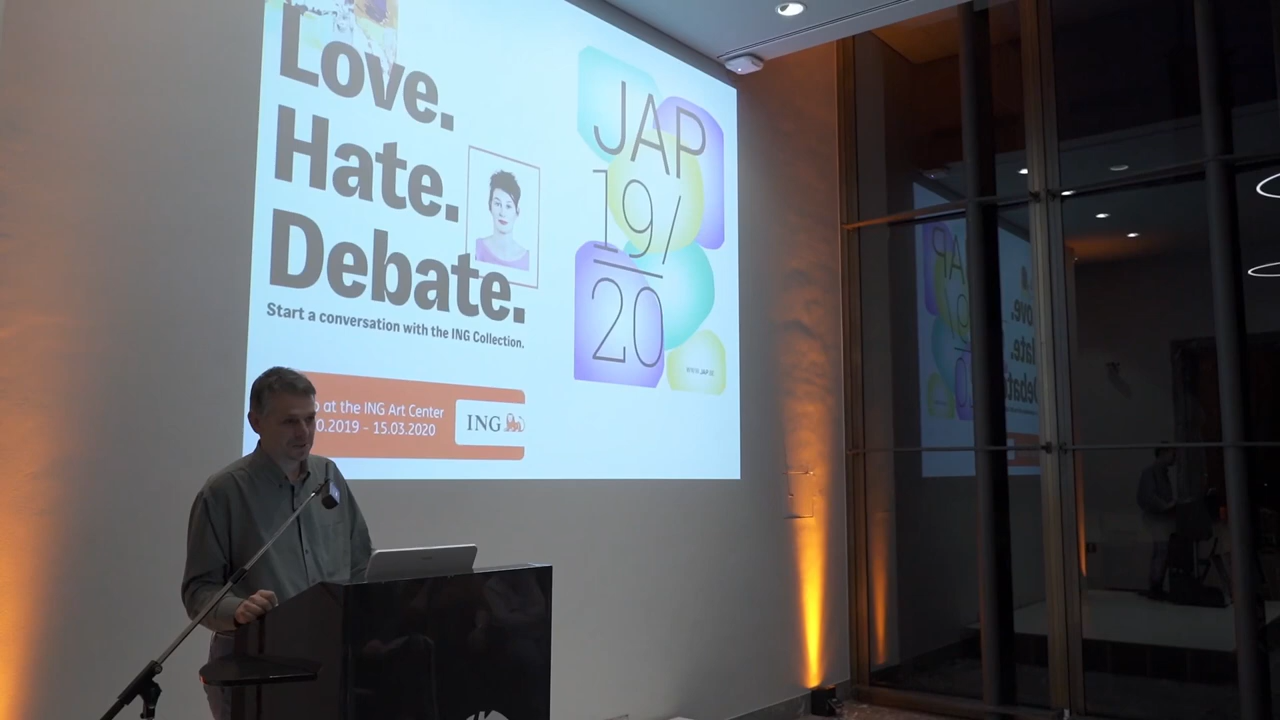 Love.
Hate.
Debate.
Start a conversation with the ING Collection.
at the ING Art Center
.2019 - 15.03.2020
ING
JAP
19/
20